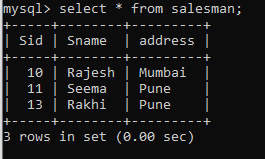 mysql> select * from salesman;
+-----+--------+---------+
| Sid | Sname  | address |
+-----+--------+---------+
|  10 | Rajesh | Mumbai  |
|  11 | Seema  | Pune    |
|  13 | Rakhi  | Pune    |
+-----+--------+---------+
3 rows in set (0.00 sec)